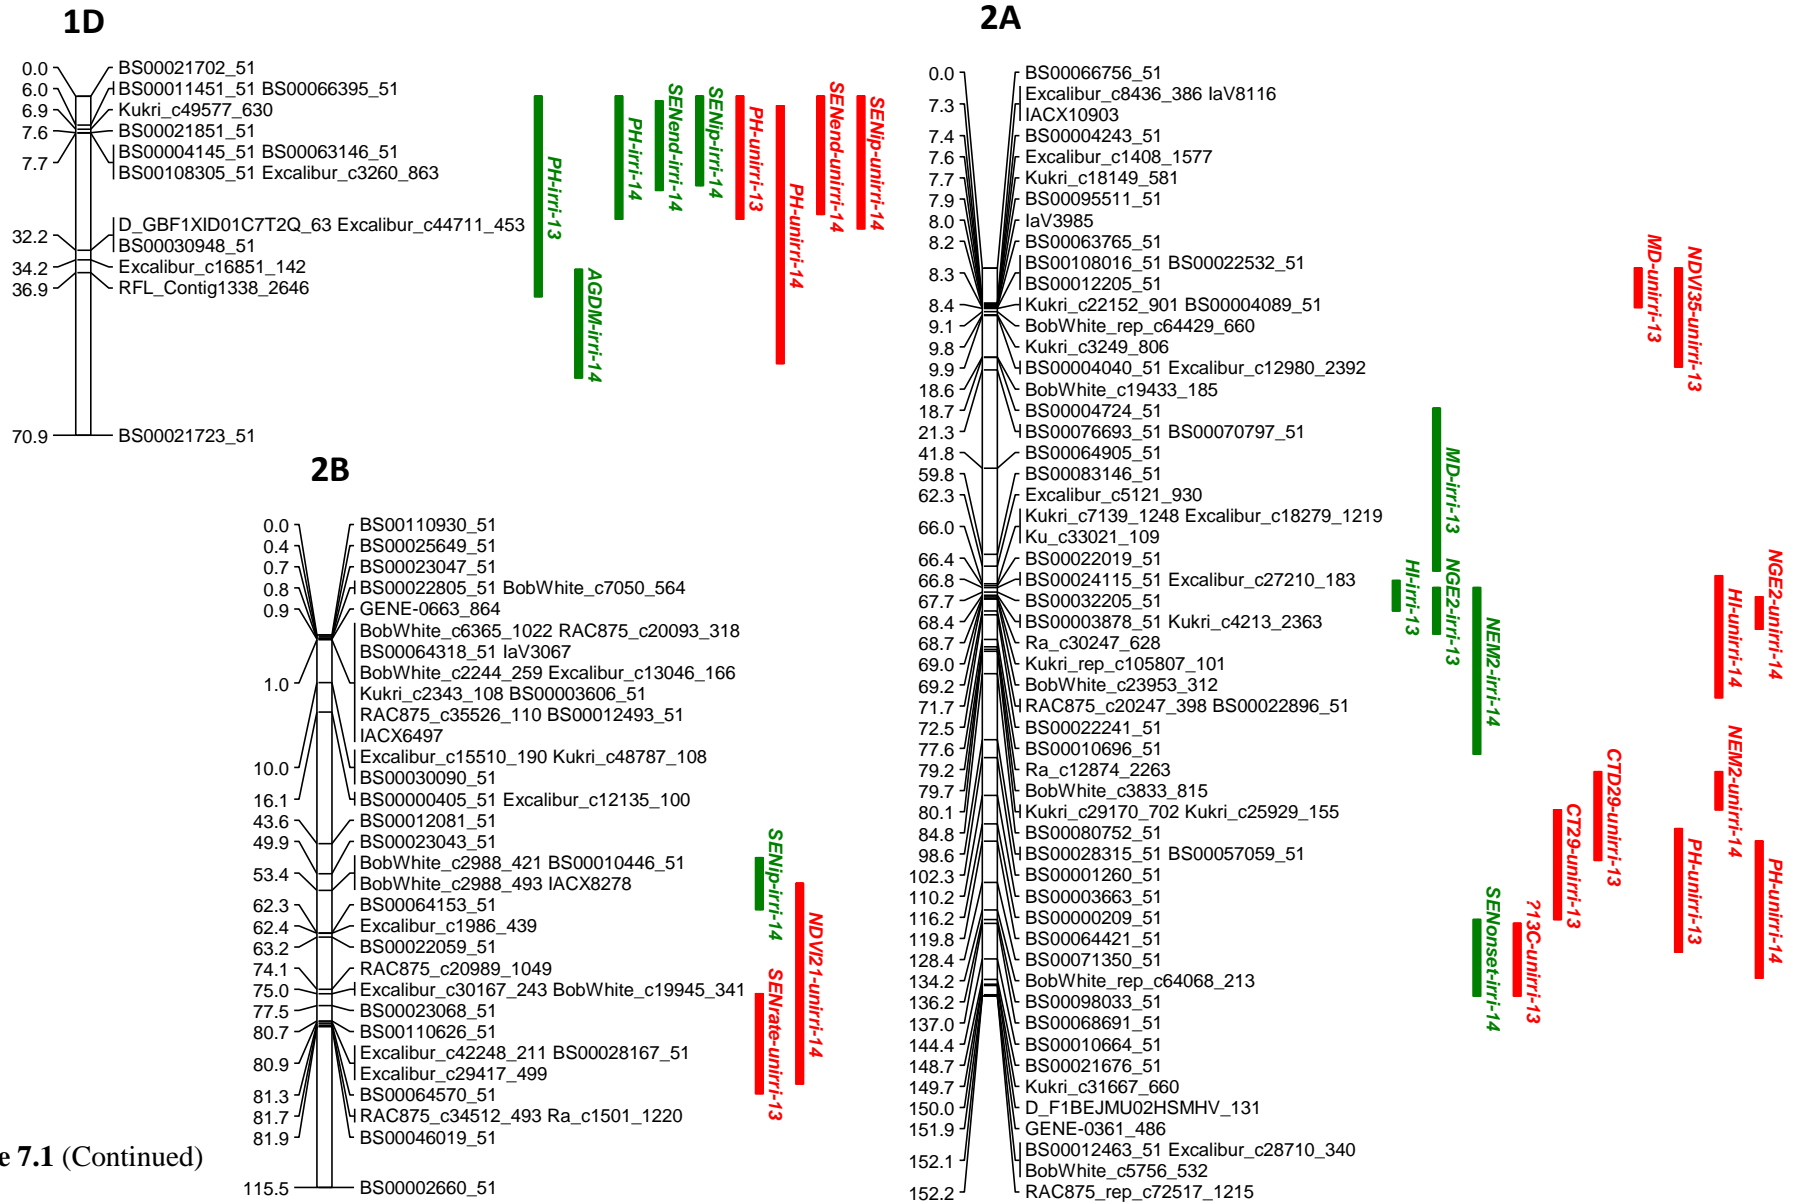 1D
0.0 BS00021702_51
6.0 BS00011451_51 BS00066395_51
6.9 Kukri_c49577_630
7.6 BS00021851_51
7.7 BS00004145_51 BS00063146_51
BS00108305_51 Excalibur_c3260_863
32.2 D_GBF1XID01C7T2Q_63 Excalibur_c44711_453
BS00030948_51
34.2 Excalibur_c16851_142
36.9 RFL_Contig1338_2646
70.9 BS00021723_51
PH-irri-13
AGDM-irri-14
PH-irri-14
SENend-irri-14
SENip-irri-14
PH-unirri-13
PH-unirri-14
SENend-unirri-14
SENip-unirri-14
2B
0.0 BS00110930_51
0.4 BS00025649_51
0.7 BS00023047_51
0.8 BS00022805_51 BobWhite_c7050_564
0.9 GENE-0663_864
1.0 BobWhite_c6365_1022 RAC875_c20093_318
BS00064318_51 IaV3067
BobWhite_c2244_259 Excalibur_c13046_166
Kukri_c2343_108 BS00003606_51
RAC875_c35526_110 BS00012493_51
IACX6497
10.0 Excalibur_c15510_190 Kukri_c48787_108
BS00030090_51
16.1 BS00000405_51 Excalibur_c12135_100
43.6 BS00012081_51
49.9 BS00023043_51
53.4 BobWhite_c2988_421 BS00010446_51
BobWhite_c2988_493 IACX8278
62.3 BS00064153_51
62.4 Excalibur_c1986_439
63.2 BS00022059_51
74.1 RAC875_c20989_1049
75.0 Excalibur_c30167_243 BobWhite_c19945_341
77.5 BS00023068_51
80.7 BS00110626_51
80.9 Excalibur_c42248_211 BS00028167_51
Excalibur_c29417_499
81.3 BS00064570_51
81.7 RAC875_c34512_493 Ra_c1501_1220
81.9 BS00046019_51
115.5 BS00002660_51
SENip-irri-14
SENrate-unirri-13
NDVI21-unirri-14
2A
0.0 BS00066756_51
7.3 Excalibur_c8436_386 IaV8116
IACX10903
7.4 BS00004243_51
7.6 Excalibur_c1408_1577
7.7 Kukri_c18149_581
7.9 BS00095511_51
8.0 IaV3985
8.2 BS00063765_51
8.3 BS00108016_51 BS00022532_51
BS00012205_51
8.4 Kukri_c22152_901 BS00004089_51
9.1 BobWhite_rep_c64429_660
9.8 Kukri_c3249_806
9.9 BS00004040_51 Excalibur_c12980_2392
18.6 BobWhite_c19433_185
18.7 BS00004724_51
21.3 BS00076693_51 BS00070797_51
41.8 BS00064905_51
59.8 BS00083146_51
62.3 Excalibur_c5121_930
66.0 Kukri_c7139_1248 Excalibur_c18279_1219
Ku_c33021_109
66.4 BS00022019_51
66.8 BS00024115_51 Excalibur_c27210_183
67.7 BS00032205_51
68.4 BS00003878_51 Kukri_c4213_2363
68.7 Ra_c30247_628
69.0 Kukri_rep_c105807_101
69.2 BobWhite_c23953_312
71.7 RAC875_c20247_398 BS00022896_51
72.5 BS00022241_51
77.6 BS00010696_51
79.2 Ra_c12874_2263
79.7 BobWhite_c3833_815
80.1 Kukri_c29170_702 Kukri_c25929_155
84.8 BS00080752_51
98.6 BS00028315_51 BS00057059_51
102.3 BS00001260_51
110.2 BS00003663_51
116.2 BS00000209_51
119.8 BS00064421_51
128.4 BS00071350_51
134.2 BobWhite_rep_c64068_213
136.2 BS00098033_51
137.0 BS00068691_51
144.4 BS00010664_51
148.7 BS00021676_51
149.7 Kukri_c31667_660
150.0 D_F1BEJMU02HSMHV_131
151.9 GENE-0361_486
152.1 BS00012463_51 Excalibur_c28710_340
BobWhite_c5756_532
152.2 RAC875_rep_c72517_1215
HI-irri-13
MD-irri-13
NGE2-irri-13
NEM2-irri-14
SENonset-irri-14
?13C-unirri-13
CT29-unirri-13
CTD29-unirri-13
MD-unirri-13
NDVI35-unirri-13
PH-unirri-13
HI-unirri-14
NEM2-unirri-14
NGE2-unirri-14
PH-unirri-14
e 7.1 (Continued)